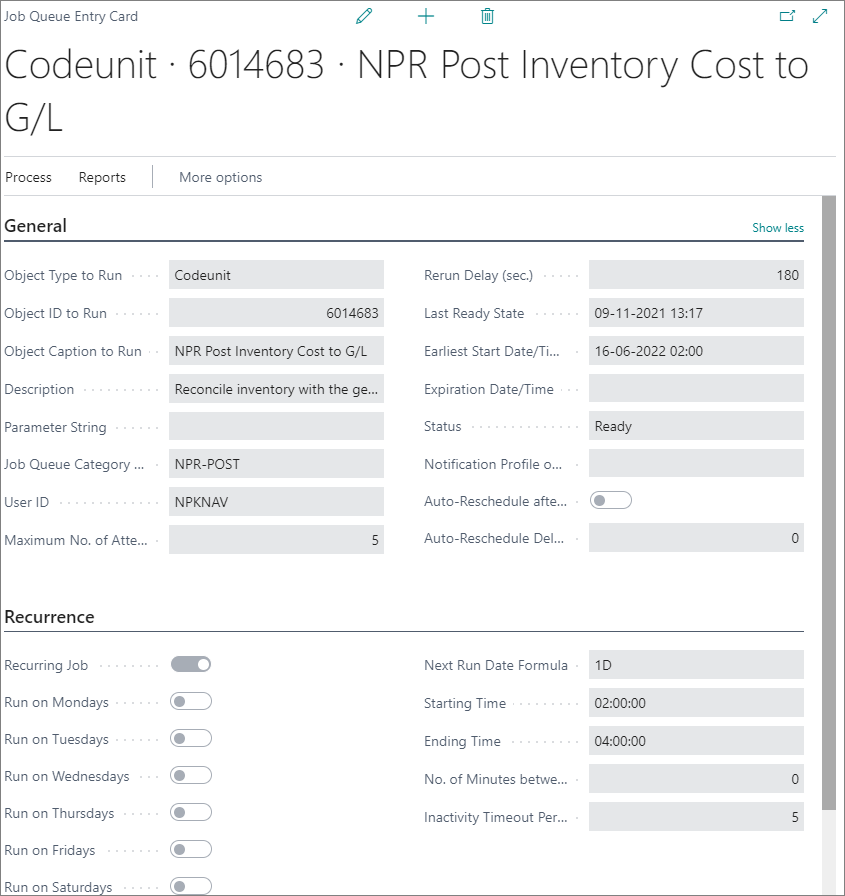 Job Queue Entry Card
Codeunit · 6014683 · NPR Post Inventory Cost to
G/L
Process Reports More options
General Show less
Object Type to Run Codeunit
Object ID to Run 6014683
Object Caption to Run NPR Post Inventory Cost to G/L
Description Reconcile inventory with the ge...
Parameter String
Job Queue Category ... NPR-POST
User ID NPKNAV
Maximum No. of Atte... 5
Rerun Delay (sec.) 180
Last Ready State 09-11-2021 13:17
Earliest Start Date/Ti... 16-06-2022 02:00
Expiration Date/Time
Status Ready
Notification Profile o...
Auto-Reschedule afte...
Auto-Reschedule Del... 0
Recurrence
Recurring Job
Run on Mondays
Run on Tuesdays
Run on Wednesdays
Run on Thursdays
Run on Fridays
Run on Saturdays
Next Run Date Formula 1D
Starting Time 02:00:00
Ending Time 04:00:00
No. of Minutes betwe... 0
Inactivity Timeout Per... 5